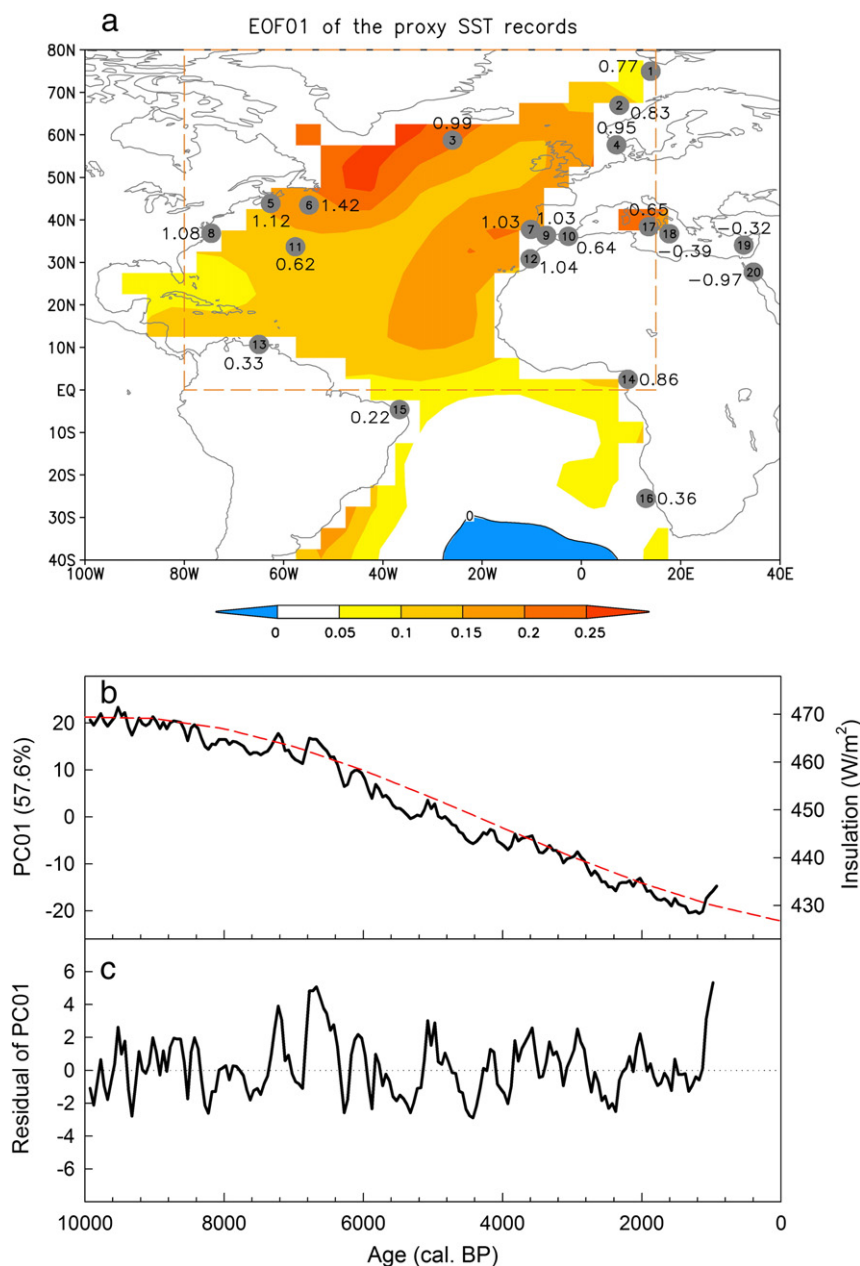 a
EOF01 of the proxy SST records
80N
70N
60N
50N
40N
30N
20N
10N
EQ
10S
20S
30S
40S
100W 80W 60W 40W 20W 0 20E 40E
1 0.77
2 0.83
3 0.99
4 0.95
5 1.12
6 1.42
7 1.03
8 1.08
9 1.03
10 0.64
11 0.62
12 1.04
13 0.33
14 0.86
15 0.22
16 0.36
17 0.65
18 −0.39
19 −0.32
20 −0.97
0
0 0.05 0.1 0.15 0.2 0.25
b
PC01 (57.6%)
20
10
0
-10
-20
Insulation (W/m²)
470
460
450
440
430
c
Residual of PC01
6
4
2
0
-2
-4
-6
10000 8000 6000 4000 2000 0
Age (cal. BP)